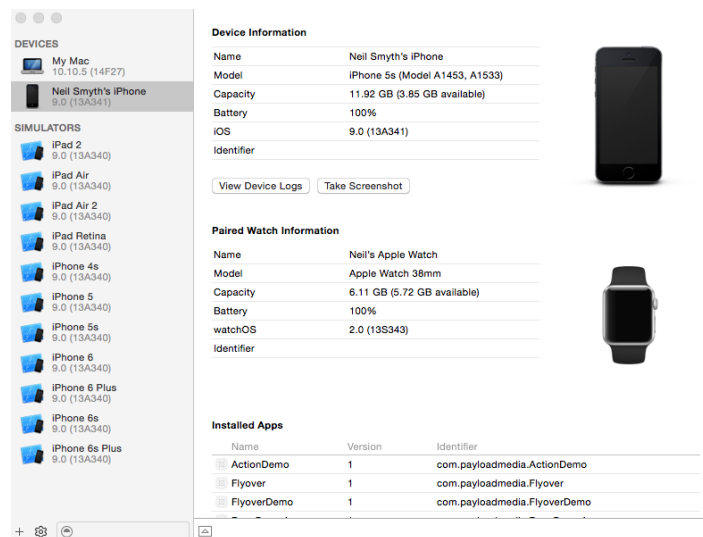 DEVICES
My Mac
10.10.5 (14F27)
Neil Smyth's iPhone
9.0 (13A341)
SIMULATORS
iPad 2
9.0 (13A340)
iPad Air
9.0 (13A340)
iPad Air 2
9.0 (13A340)
iPad Retina
9.0 (13A340)
iPhone 4s
9.0 (13A340)
iPhone 5
9.0 (13A340)
iPhone 5s
9.0 (13A340)
iPhone 6
9.0 (13A340)
iPhone 6 Plus
9.0 (13A340)
iPhone 6s
9.0 (13A340)
iPhone 6s Plus
9.0 (13A340)
Device Information
Name Neil Smyth's iPhone
Model iPhone 5s (Model A1453, A1533)
Capacity 11.92 GB (3.85 GB available)
Battery 100%
iOS 9.0 (13A341)
Identifier
View Device Logs Take Screenshot
Paired Watch Information
Name Neil's Apple Watch
Model Apple Watch 38mm
Capacity 6.11 GB (5.72 GB available)
Battery 100%
watchOS 2.0 (13S343)
Identifier
Installed Apps
Name Version Identifier
ActionDemo 1 com.payloadmedia.ActionDemo
Flyover 1 com.payloadmedia.Flyover
FlyoverDemo 1 com.payloadmedia.FlyoverDemo